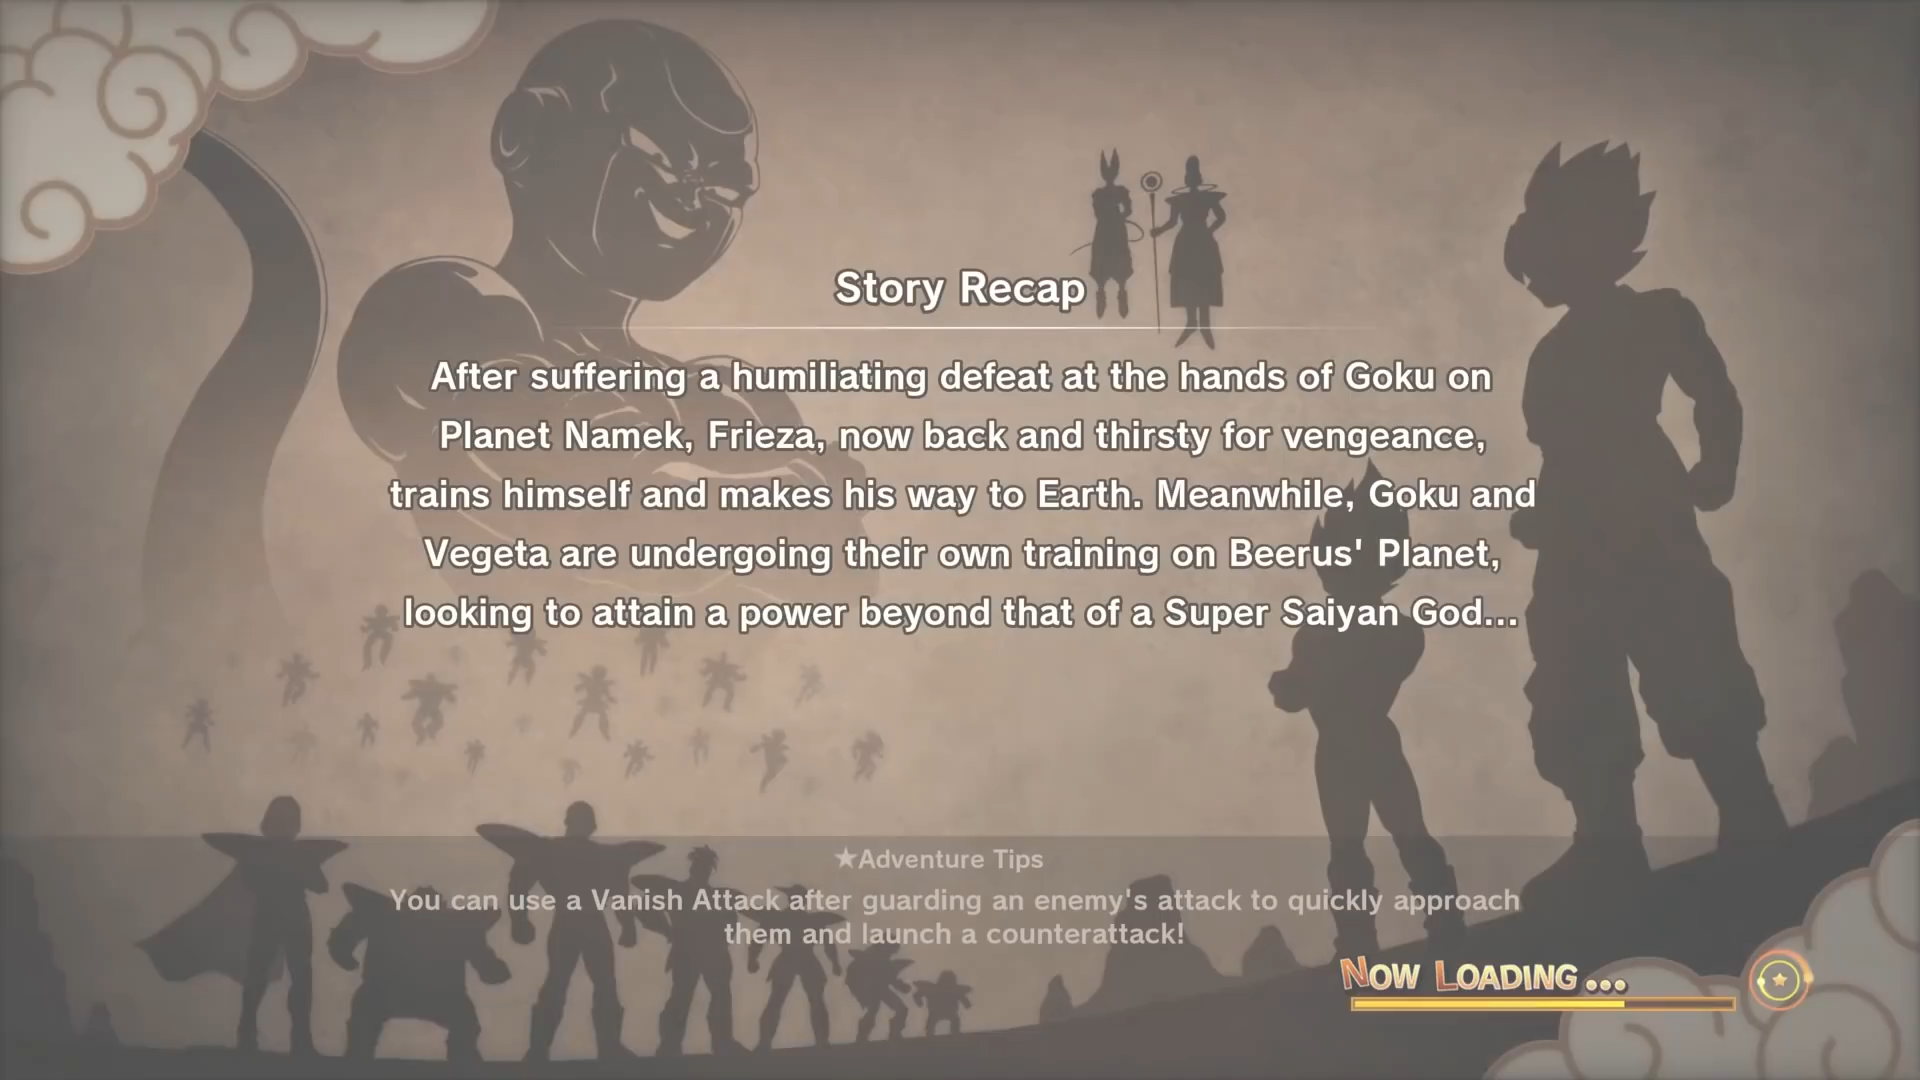 Story Recap
After suffering a humiliating defeat at the hands of Goku on
Planet Namek, Frieza, now back and thirsty for vengeance,
trains himself and makes his way to Earth. Meanwhile, Goku and
Vegeta are undergoing their own training on Beerus' Planet,
looking to attain a power beyond that of a Super Saiyan God...
★Adventure Tips
You can use a Vanish Attack after guarding an enemy's attack to quickly approach
them and launch a counterattack!
NOW LOADING...